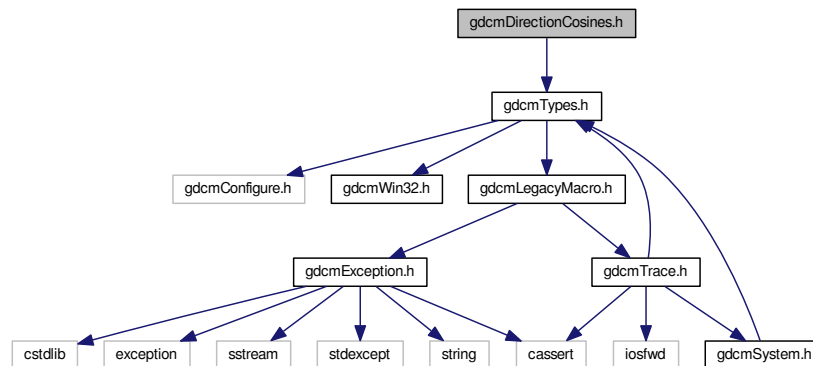 gdcmDirectionCosines.h
gdcmTypes.h
gdcmConfigure.h
gdcmWin32.h
gdcmLegacyMacro.h
gdcmException.h
gdcmTrace.h
cstdlib
exception
sstream
stdexcept
string
cassert
iosfwd
gdcmSystem.h